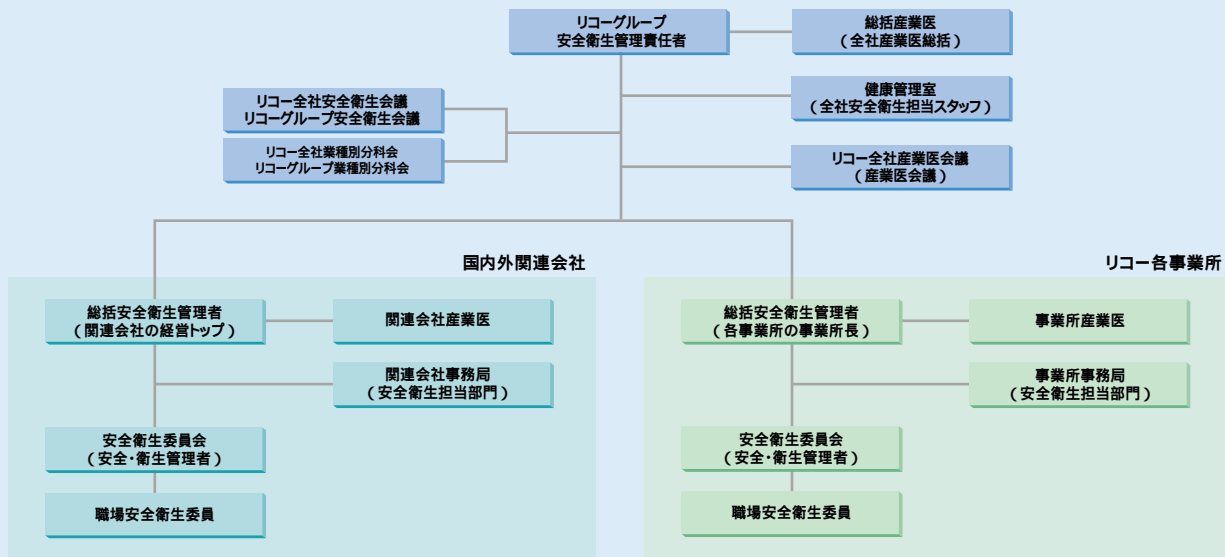 リコーグループ
安全衛生管理責任者
総括産業医
（全社産業医総括）
健康管理室
（全社安全衛生担当スタッフ）
リコー全社安全衛生会議
リコーグループ安全衛生会議
リコー全社業種別分科会
リコーグループ業種別分科会
リコー全社産業医会議
（産業医会議）
国内外関連会社
総括安全衛生管理者
（関連会社の経営トップ）
関連会社産業医
関連会社事務局
（安全衛生担当部門）
安全衛生委員会
（安全・衛生管理者）
職場安全衛生委員
リコー各事業所
総括安全衛生管理者
（各事業所の事業所長）
事業所産業医
事業所事務局
（安全衛生担当部門）
安全衛生委員会
（安全・衛生管理者）
職場安全衛生委員